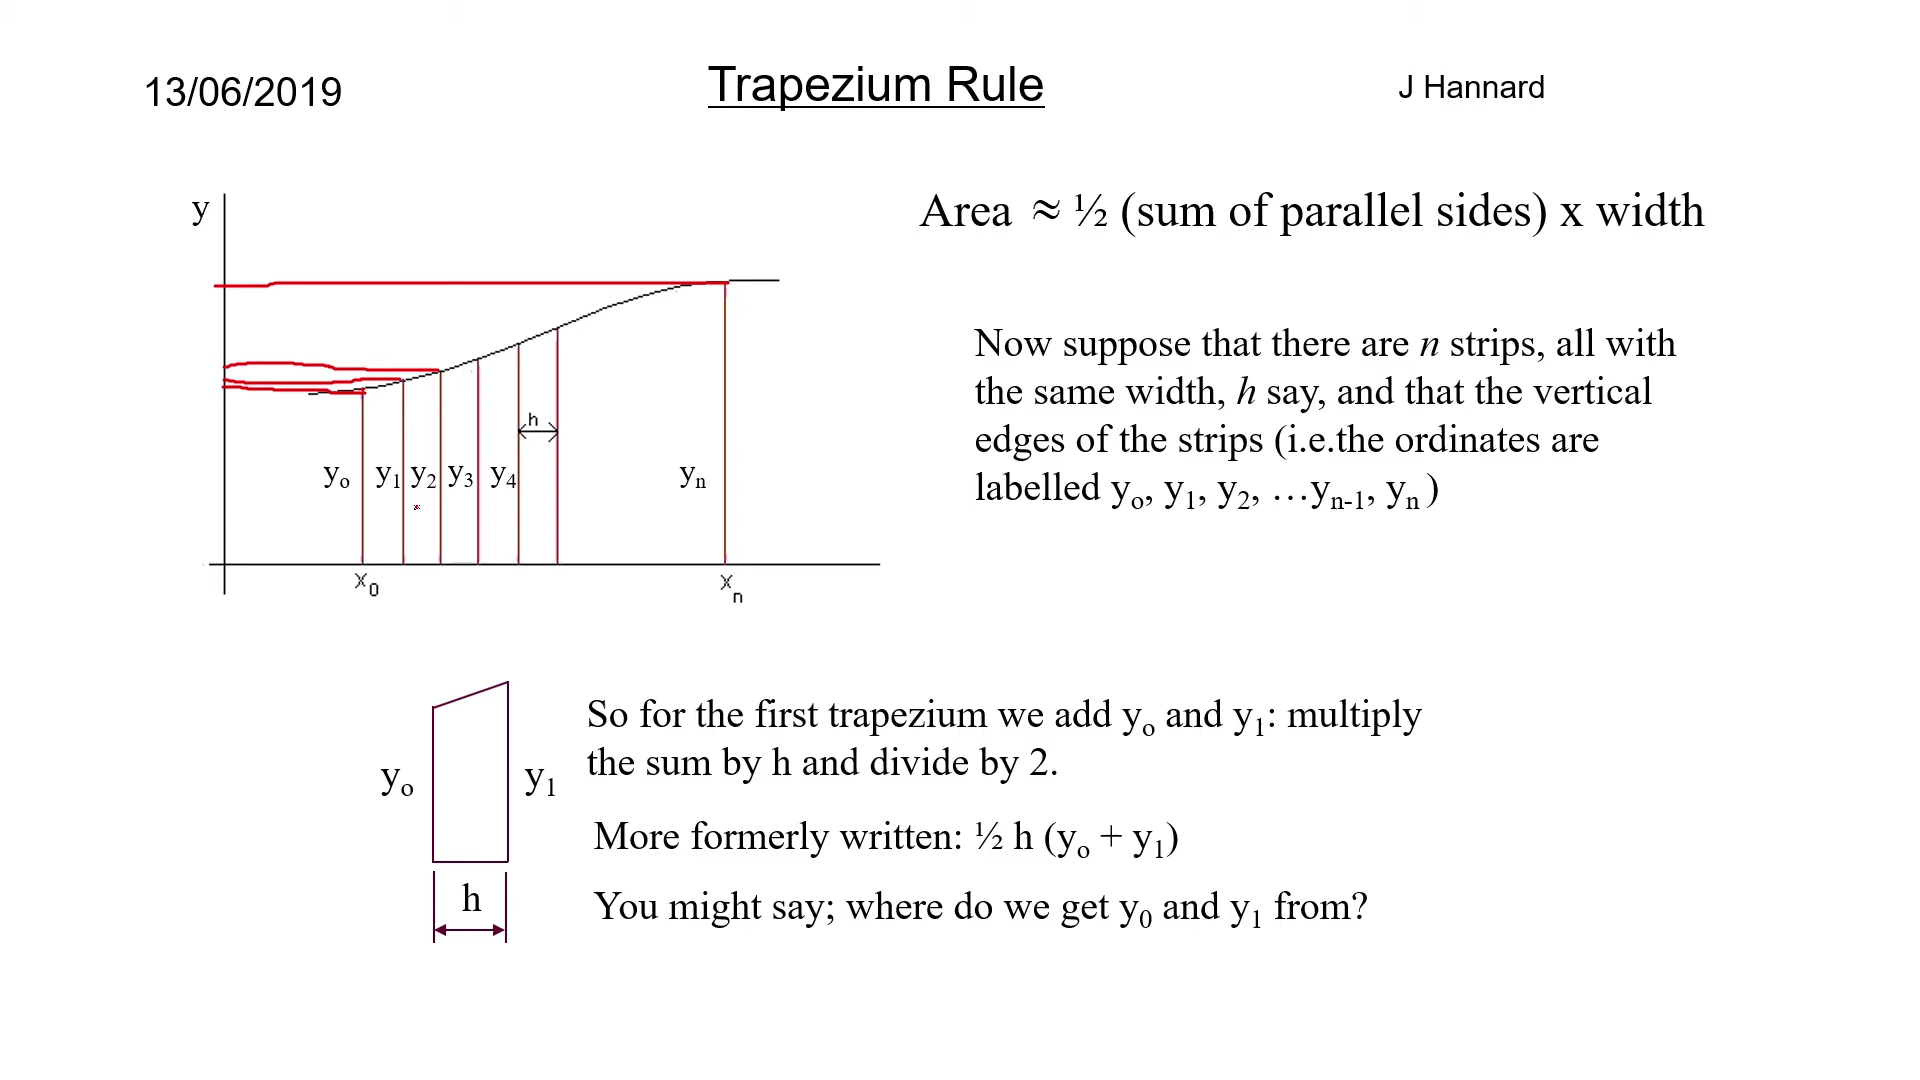 13/06/2019
Trapezium Rule
J Hannard
y
Area ≈ ½ (sum of parallel sides) x width
Now suppose that there are n strips, all with
the same width, h say, and that the vertical
edges of the strips (i.e.the ordinates are
labelled yₒ, y₁, y₂, …yₙ₋₁, yₙ )
h
yₒ y₁ y₂ y₃ y₄ yₙ
x₀ xₙ
So for the first trapezium we add yₒ and y₁: multiply
the sum by h and divide by 2.
yₒ y₁
More formerly written: ½ h (yₒ + y₁)
h
You might say; where do we get y₀ and y₁ from?